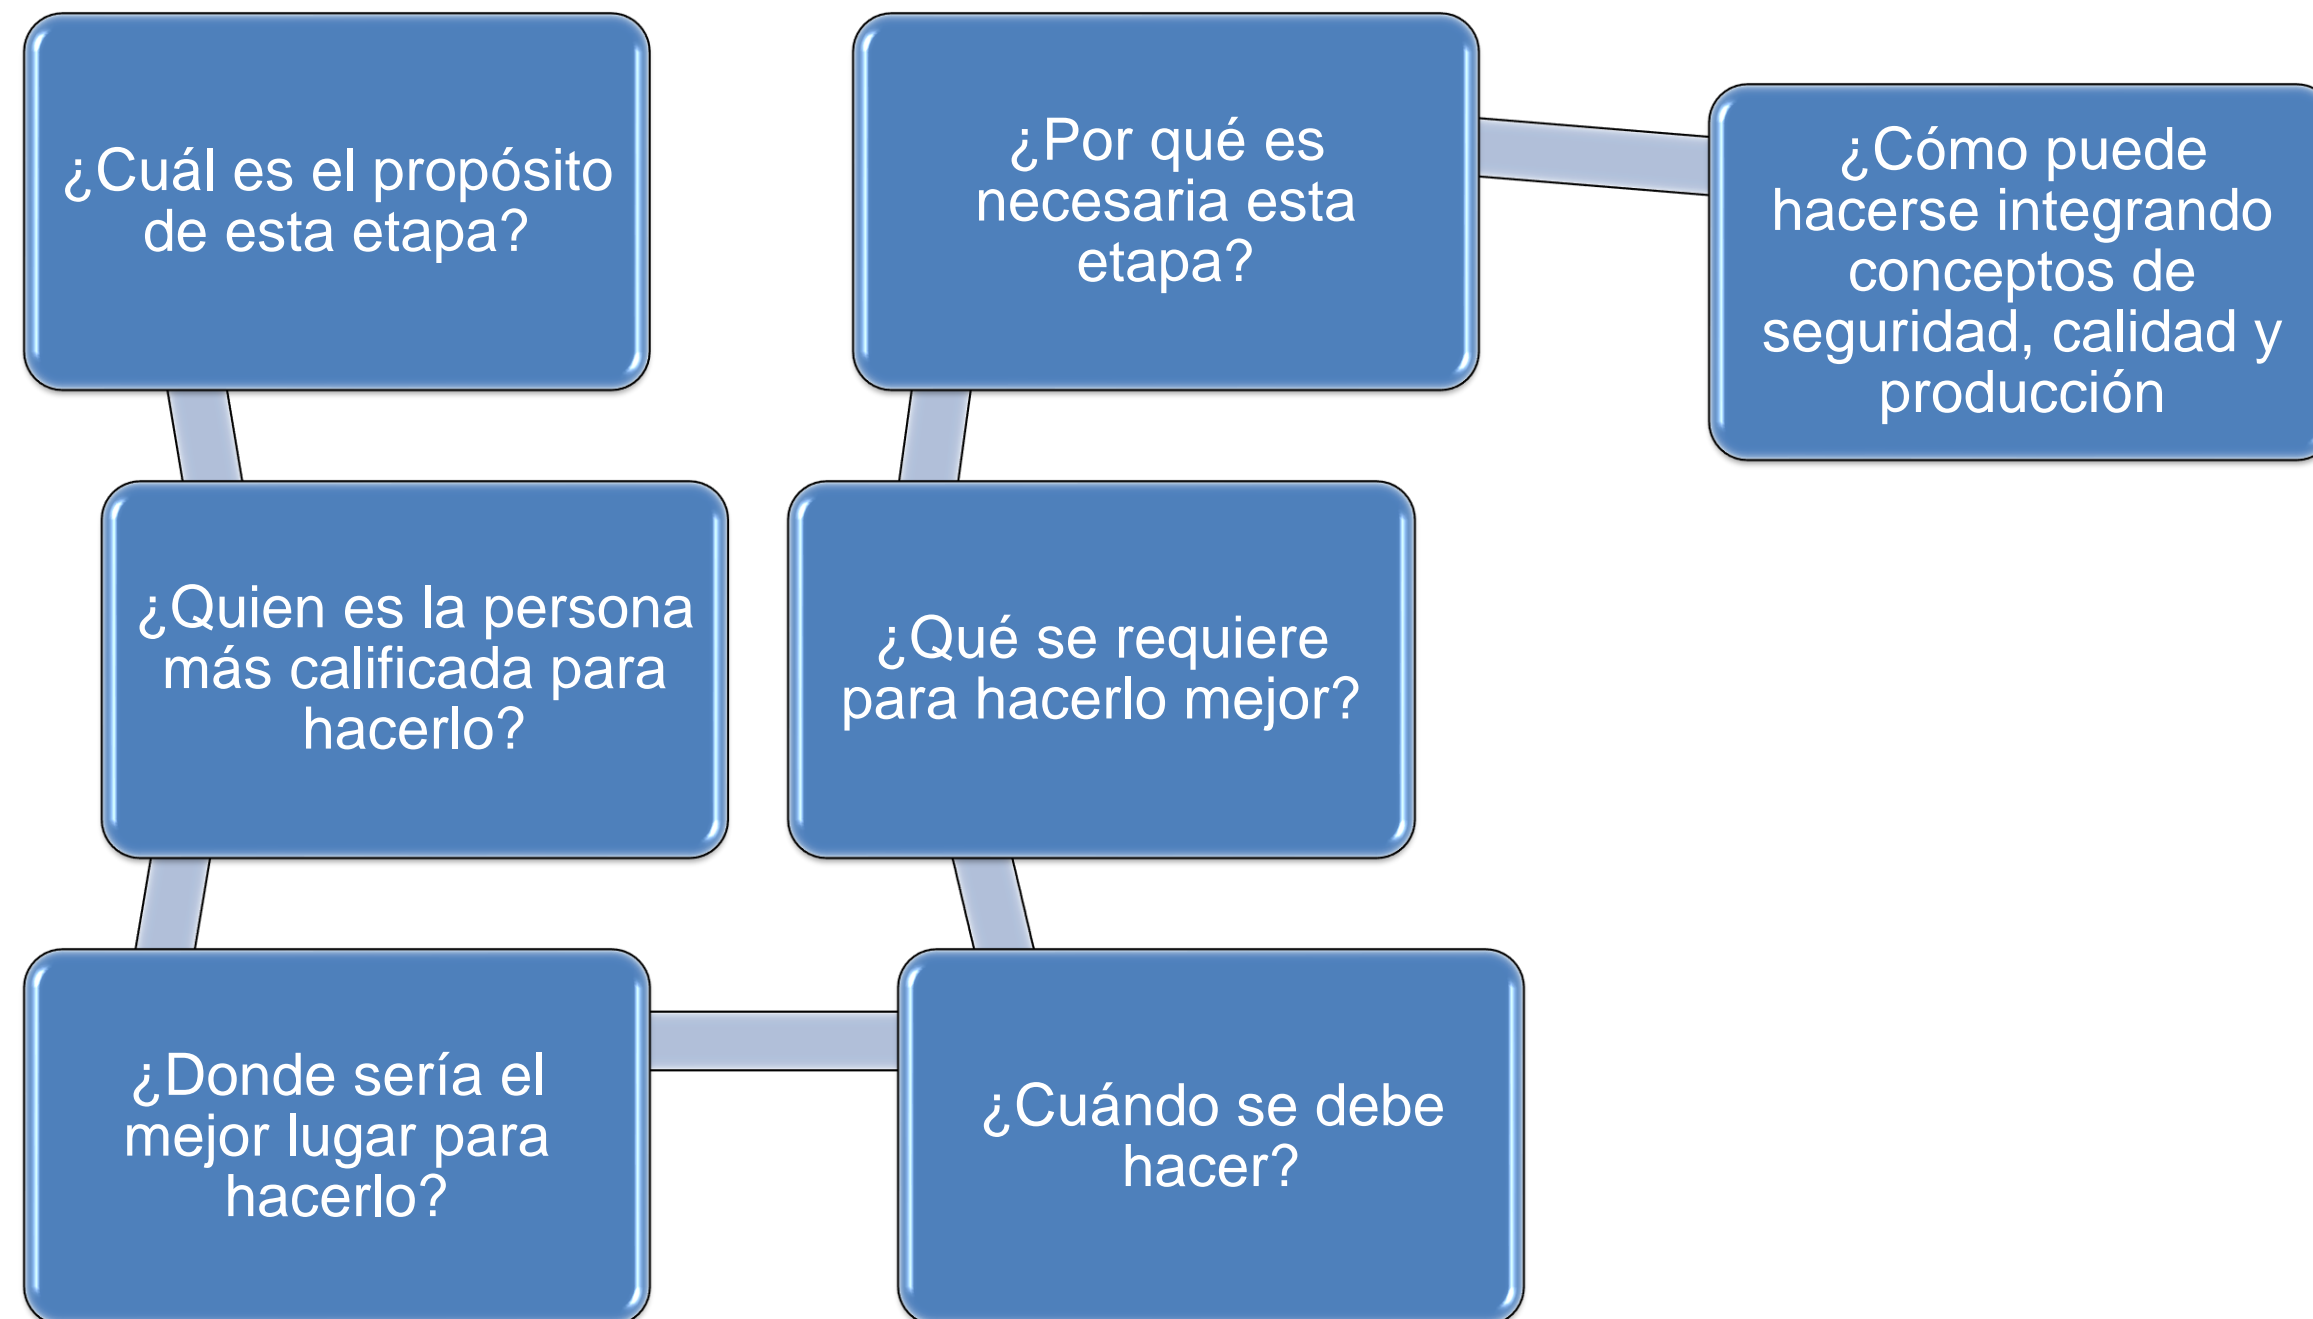 ¿Cuál es el propósito
de esta etapa?
¿Quien es la persona
más calificada para
hacerlo?
¿Donde sería el
mejor lugar para
hacerlo?
¿Cuándo se debe
hacer?
¿Qué se requiere
para hacerlo mejor?
¿Por qué es
necesaria esta
etapa?
¿Cómo puede
hacerse integrando
conceptos de
seguridad, calidad y
producción